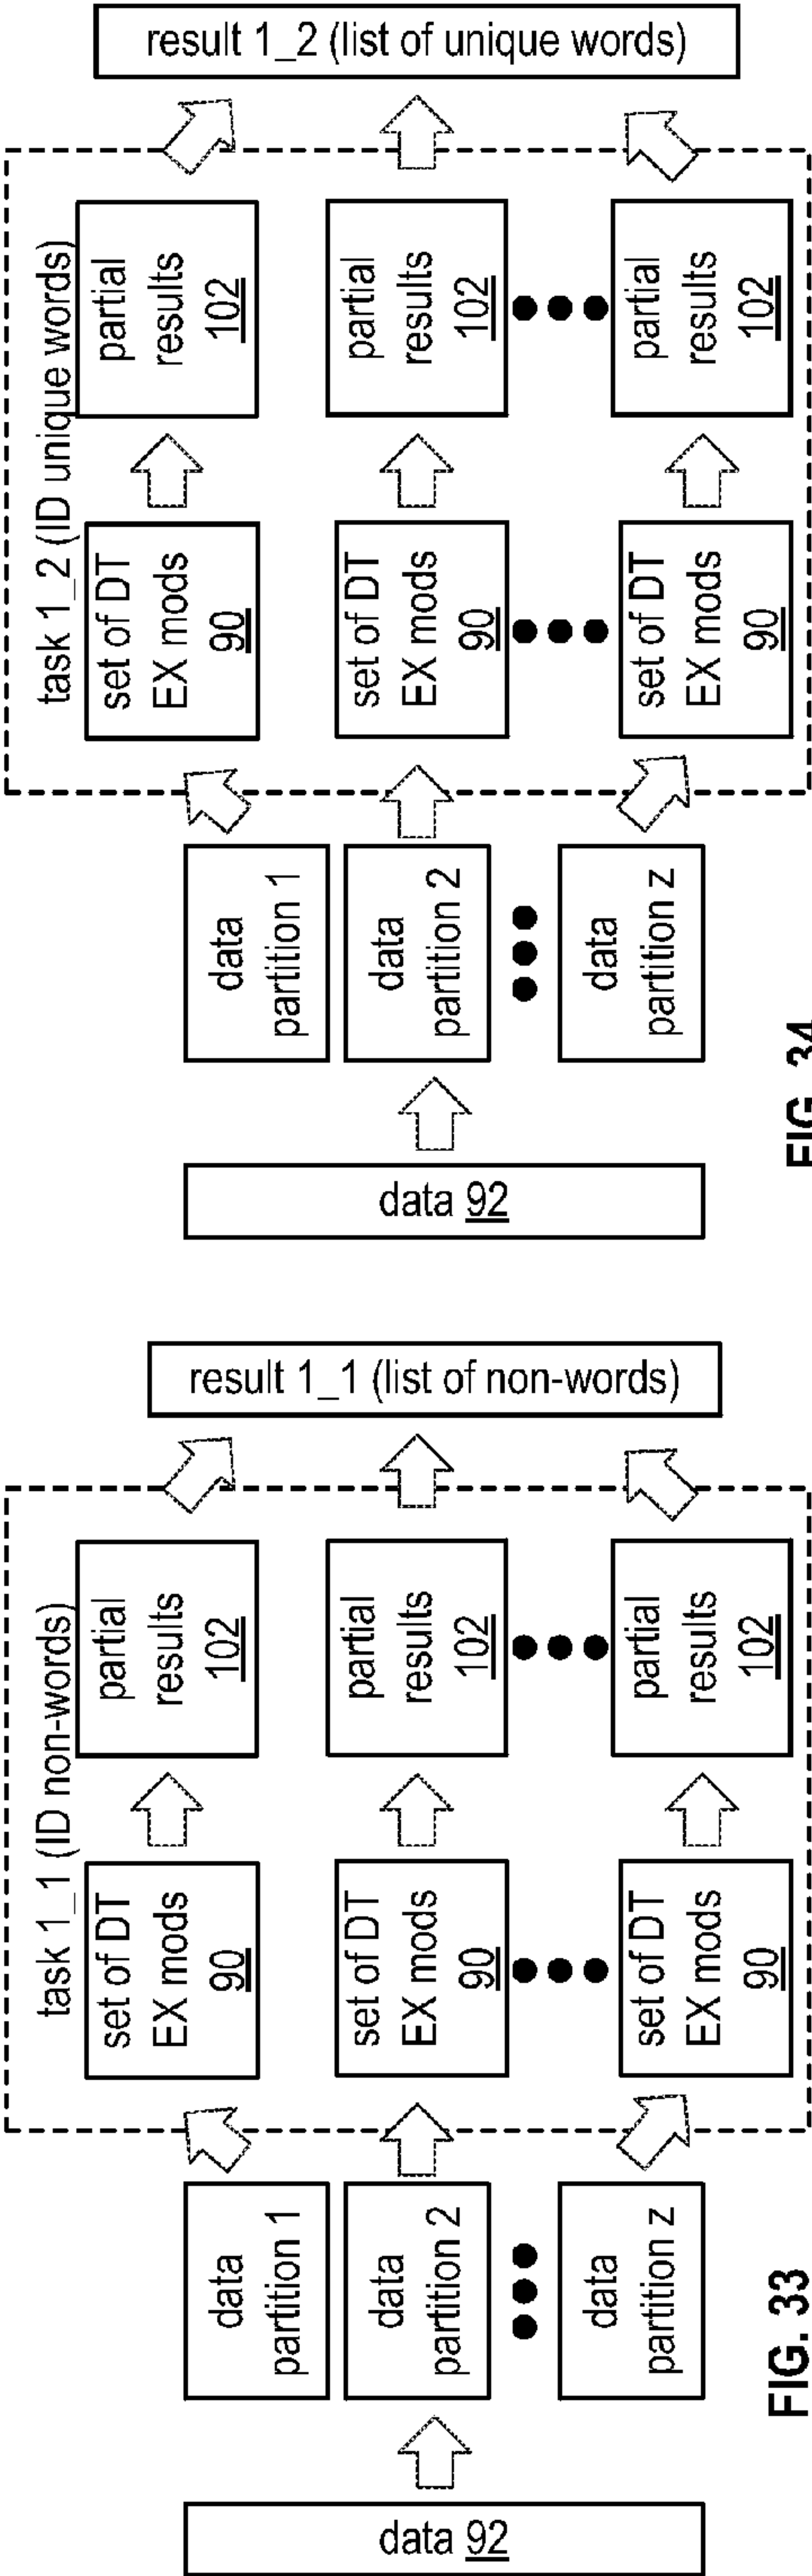 data 92
data
partition 1
data
partition 2
data
partition z
task 1_1 (ID non-words)
set of DT
EX mods
90
set of DT
EX mods
90
set of DT
EX mods
90
partial
results
102
partial
results
102
partial
results
102
result 1_1 (list of non-words)
FIG. 33
data 92
data
partition 1
data
partition 2
data
partition z
task 1_2 (ID unique words)
set of DT
EX mods
90
set of DT
EX mods
90
set of DT
EX mods
90
partial
results
102
partial
results
102
partial
results
102
result 1_2 (list of unique words)
FIG. 34